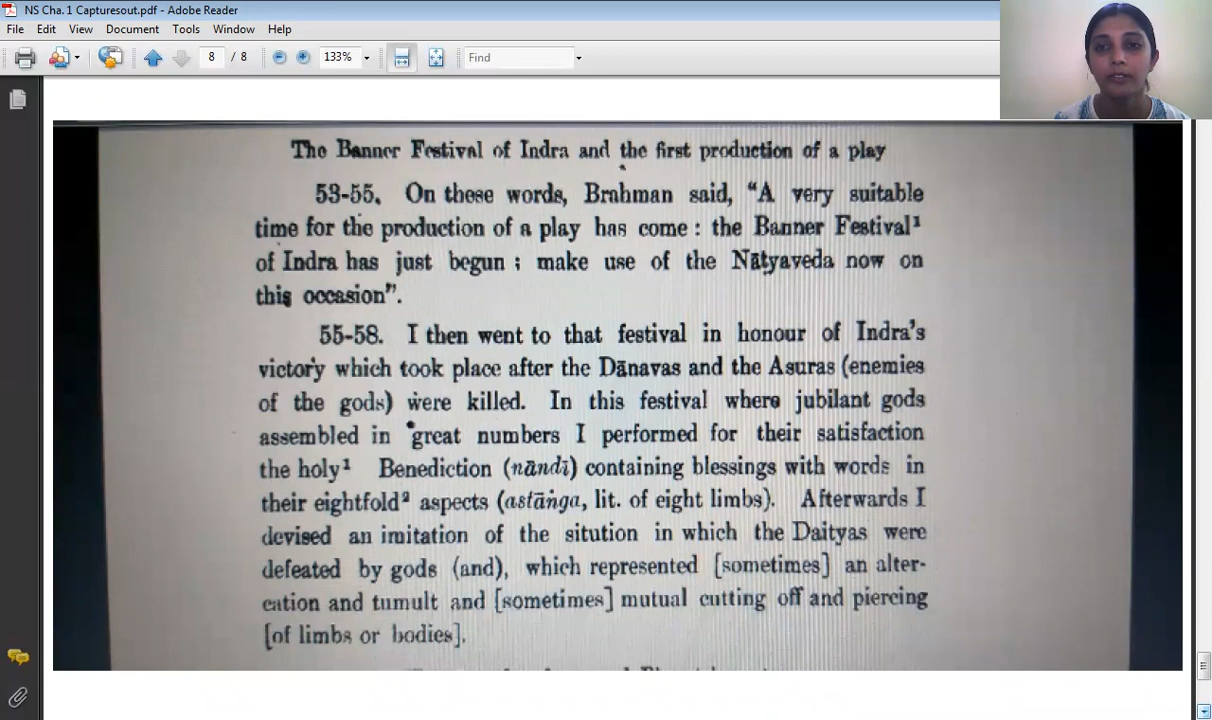 NS Cha. 1 Capturesout.pdf - Adobe Reader
File Edit View Document Tools Window Help
8 / 8 133% Find
The Banner Festival of Indra and the first production of a play
53-55. On these words, Brahman said, “A very suitable
time for the production of a play has come : the Banner Festival¹
of Indra has just begun ; make use of the Nātyaveda now on
this occasion”.
55-58. I then went to that festival in honour of Indra’s
victory which took place after the Dānavas and the Asuras (enemies
of the gods) were killed. In this festival where jubilant gods
assembled in great numbers I performed for their satisfaction
the holy¹ Benediction (nāndī) containing blessings with words in
their eightfold² aspects (astāṅga, lit. of eight limbs). Afterwards I
devised an imitation of the sitution in which the Daityas were
defeated by gods (and), which represented [sometimes] an alter-
cation and tumult and [sometimes] mutual cutting off and piercing
[of limbs or bodies].